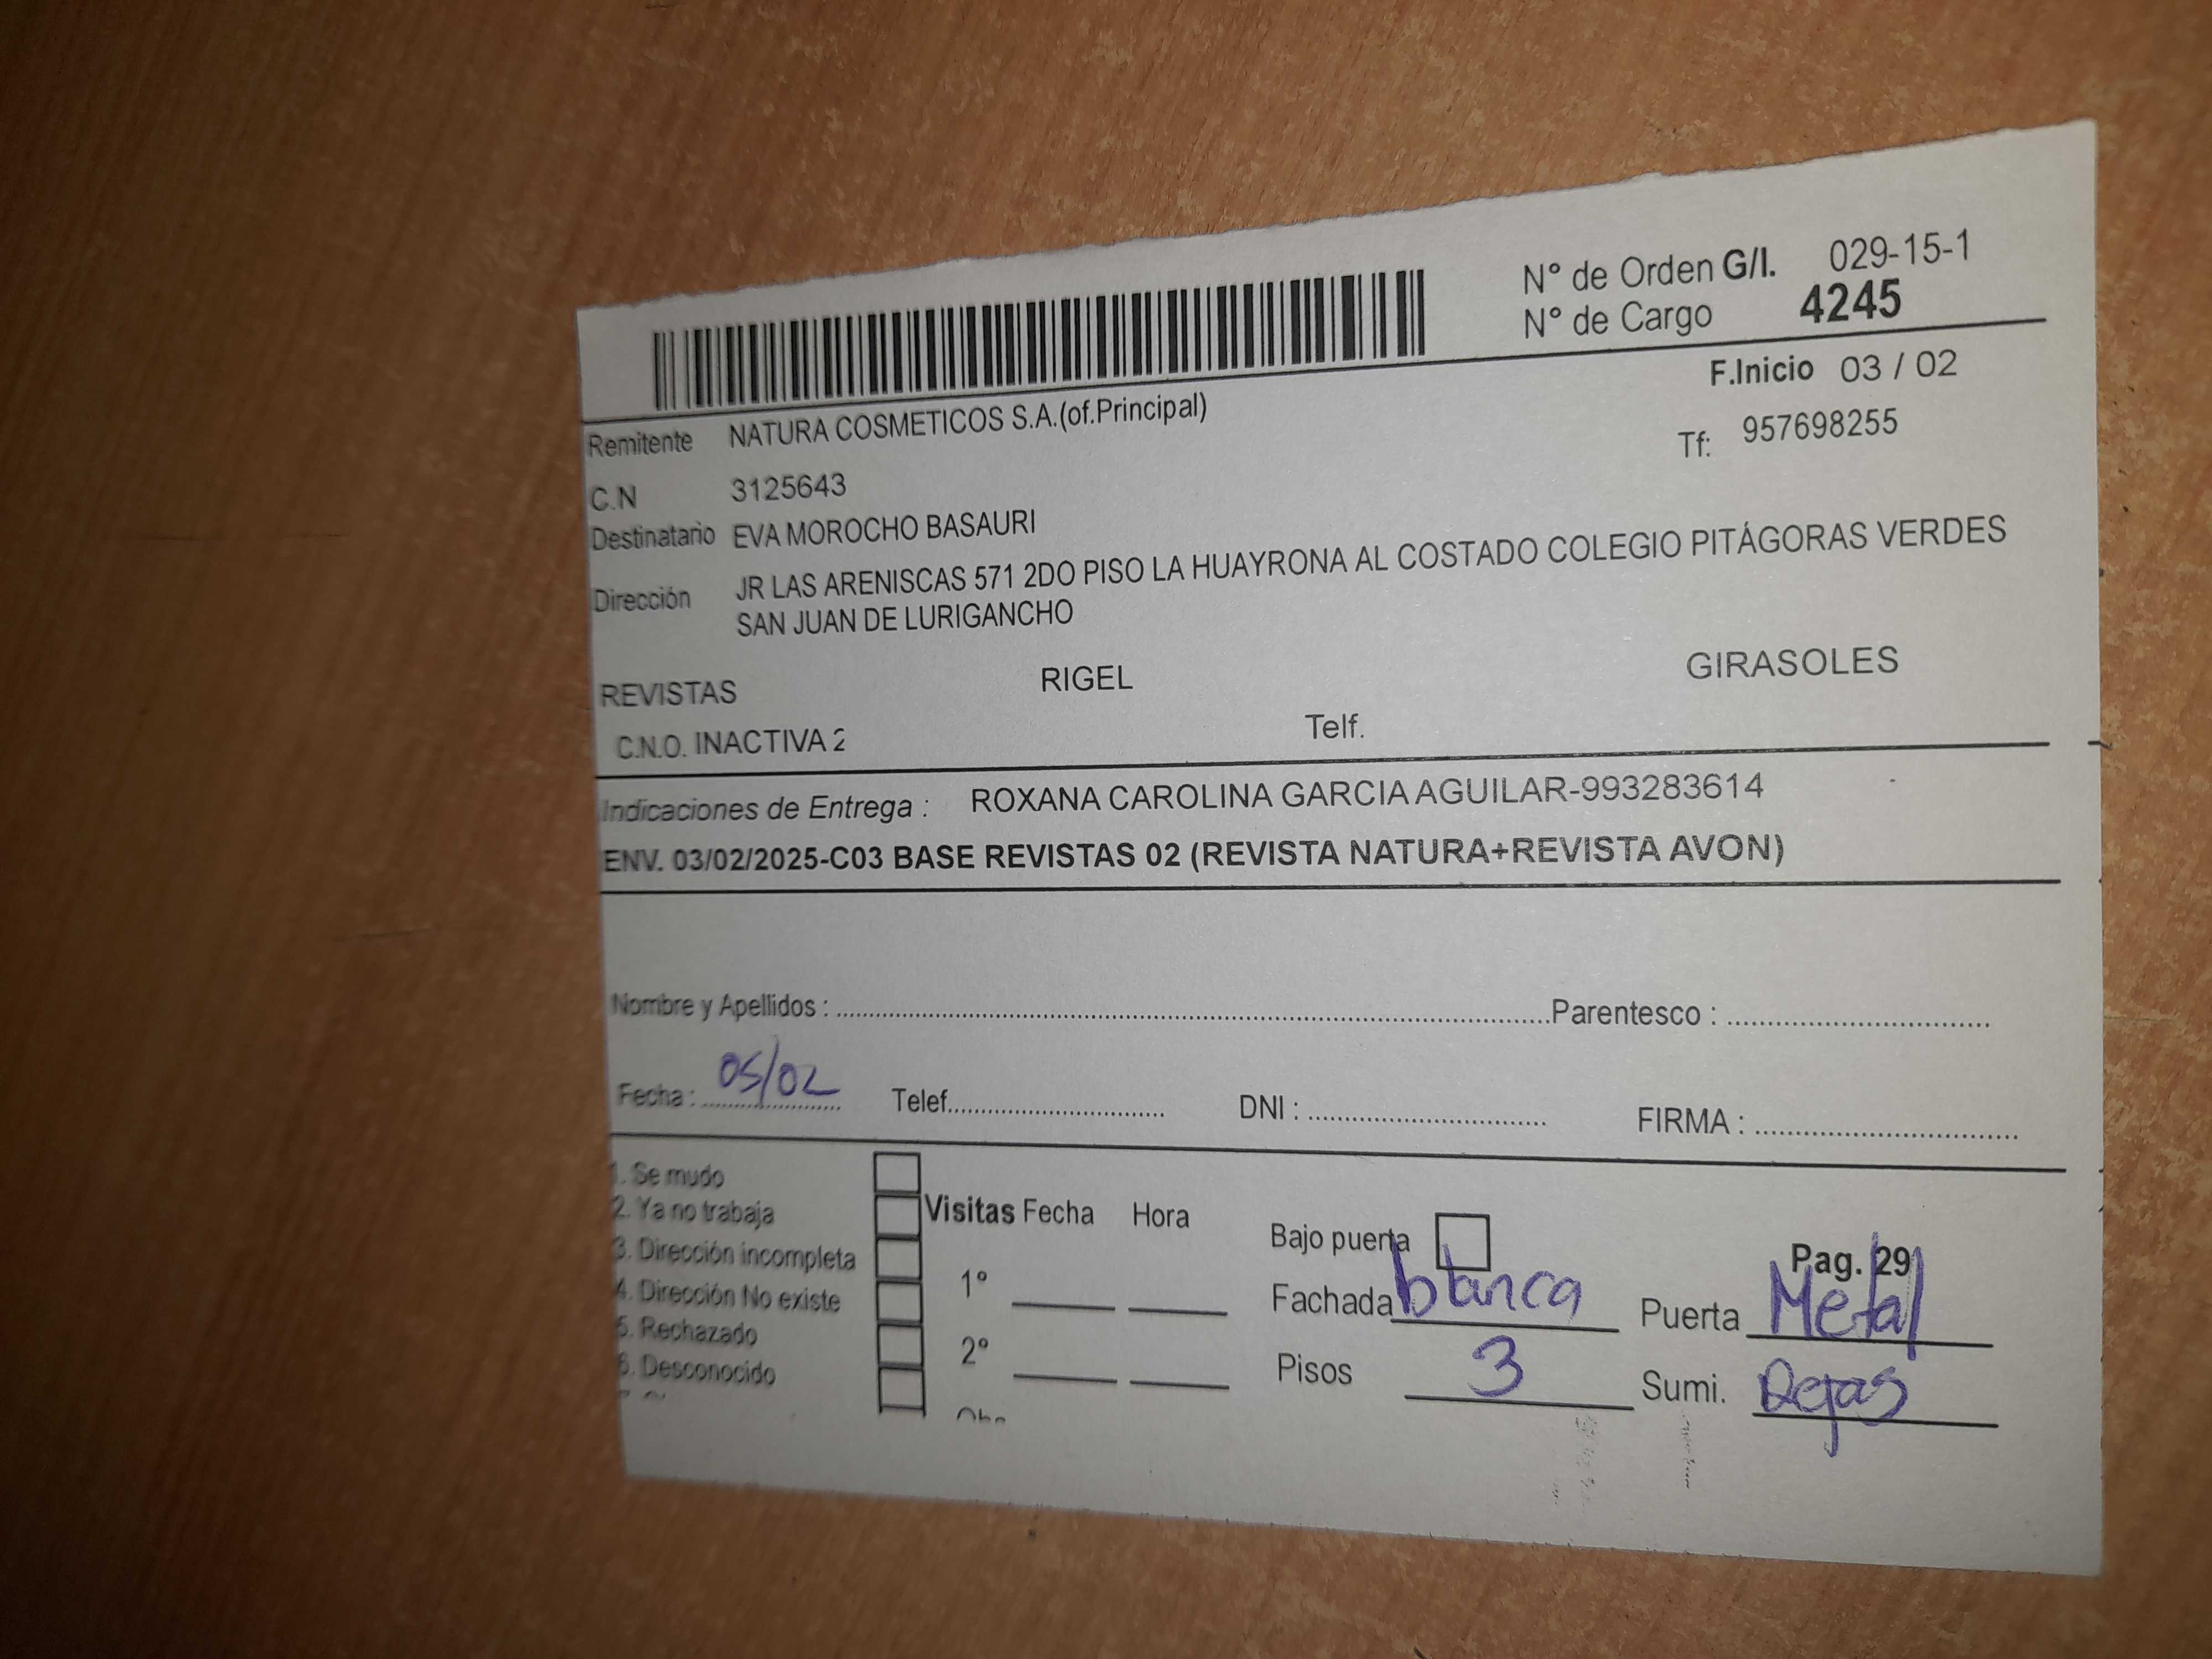 N° de Orden G/I. 029-15-1
N° de Cargo 4245
F.Inicio 03 / 02
Remitente NATURA COSMETICOS S.A.(of.Principal)
Tf: 957698255
C.N 3125643
Destinatario EVA MOROCHO BASAURI
Dirección JR LAS ARENISCAS 571 2DO PISO LA HUAYRONA AL COSTADO COLEGIO PITÁGORAS VERDES
SAN JUAN DE LURIGANCHO
REVISTAS RIGEL GIRASOLES
C.N.O. INACTIVA 2 Telf.
Indicaciones de Entrega : ROXANA CAROLINA GARCIA AGUILAR-993283614
ENV. 03/02/2025-C03 BASE REVISTAS 02 (REVISTA NATURA+REVISTA AVON)
Nombre y Apellidos : Parentesco :
Fecha : 05/02 Telef. DNI : FIRMA :
1. Se mudo
2. Ya no trabaja
3. Dirección incompleta
4. Dirección No existe
5. Rechazado
6. Desconocido
Visitas Fecha Hora
1°
2°
Bajo puerta
Pag. 29
Fachada blanca Puerta Metal
Pisos 3 Sumi. Rejas